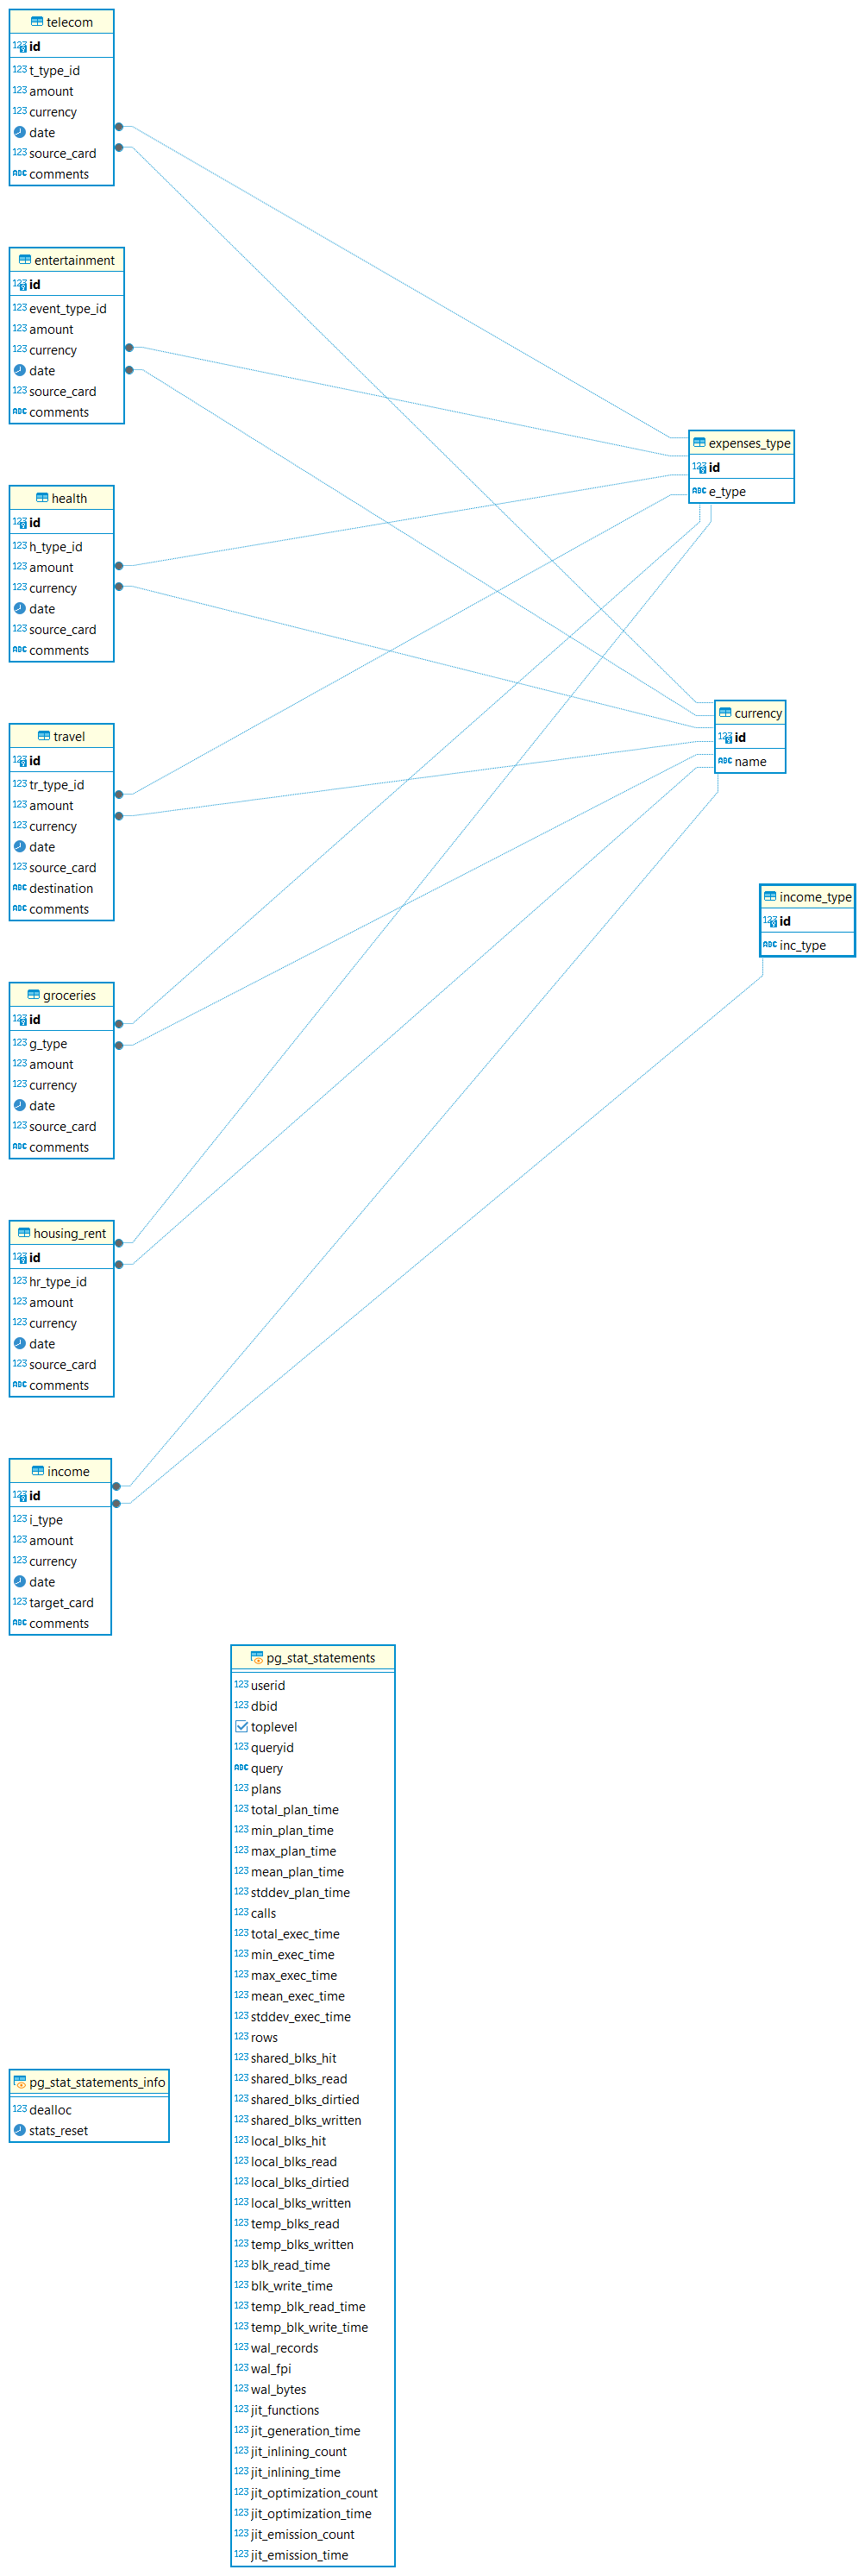 telecom
123 id
123 t_type_id
123 amount
123 currency
date
123 source_card
ABC comments
entertainment
123 id
123 event_type_id
123 amount
123 currency
date
123 source_card
ABC comments
health
123 id
123 h_type_id
123 amount
123 currency
date
123 source_card
ABC comments
travel
123 id
123 tr_type_id
123 amount
123 currency
date
123 source_card
ABC destination
ABC comments
groceries
123 id
123 g_type
123 amount
123 currency
date
123 source_card
ABC comments
housing_rent
123 id
123 hr_type_id
123 amount
123 currency
date
123 source_card
ABC comments
income
123 id
123 i_type
123 amount
123 currency
date
123 target_card
ABC comments
expenses_type
123 id
ABC e_type
currency
123 id
ABC name
income_type
123 id
ABC inc_type
pg_stat_statements_info
123 dealloc
stats_reset
pg_stat_statements
123 userid
123 dbid
toplevel
123 queryid
ABC query
123 plans
123 total_plan_time
123 min_plan_time
123 max_plan_time
123 mean_plan_time
123 stddev_plan_time
123 calls
123 total_exec_time
123 min_exec_time
123 max_exec_time
123 mean_exec_time
123 stddev_exec_time
123 rows
123 shared_blks_hit
123 shared_blks_read
123 shared_blks_dirtied
123 shared_blks_written
123 local_blks_hit
123 local_blks_read
123 local_blks_dirtied
123 local_blks_written
123 temp_blks_read
123 temp_blks_written
123 blk_read_time
123 blk_write_time
123 temp_blk_read_time
123 temp_blk_write_time
123 wal_records
123 wal_fpi
123 wal_bytes
123 jit_functions
123 jit_generation_time
123 jit_inlining_count
123 jit_inlining_time
123 jit_optimization_count
123 jit_optimization_time
123 jit_emission_count
123 jit_emission_time